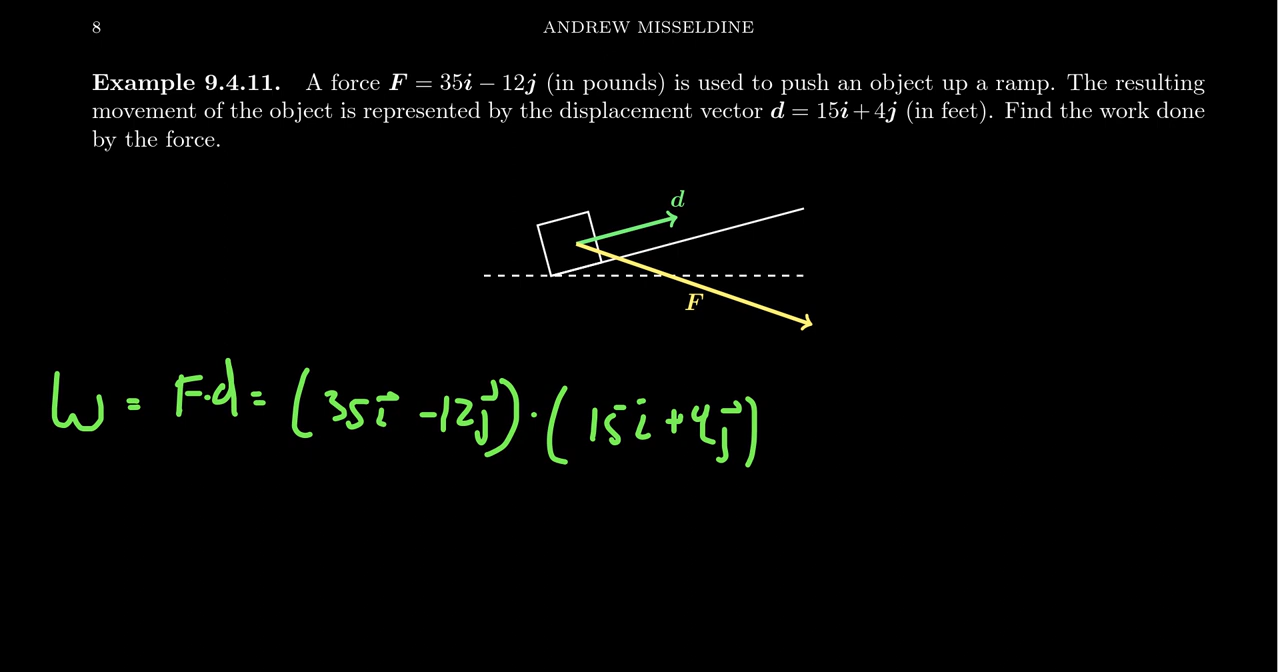 8 ANDREW MISSELDINE
Example 9.4.11. A force F = 35i − 12j (in pounds) is used to push an object up a ramp. The resulting
movement of the object is represented by the displacement vector d = 15i + 4j (in feet). Find the work done
by the force.
d
F
W = F·d = (35i − 12j) · (15i + 4j)